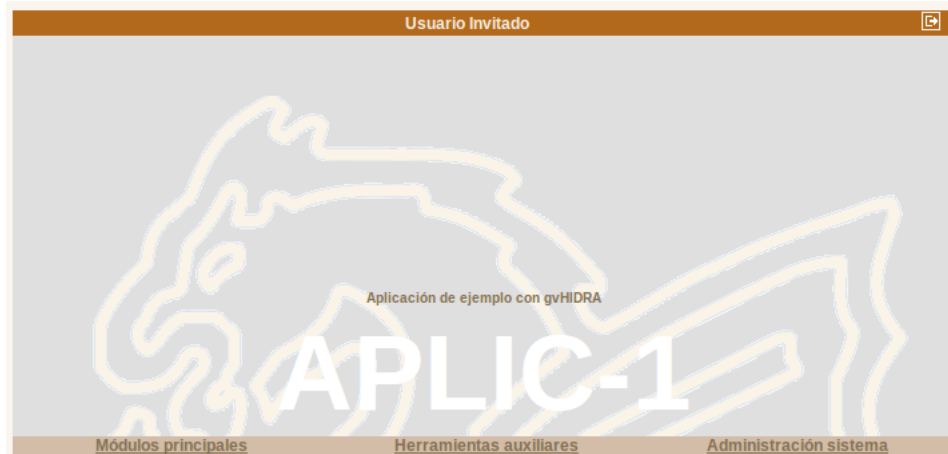 Usuario Invitado
Aplicación de ejemplo con gvHIDRA
APLIC-1
Módulos principales Herramientas auxiliares Administración sistema